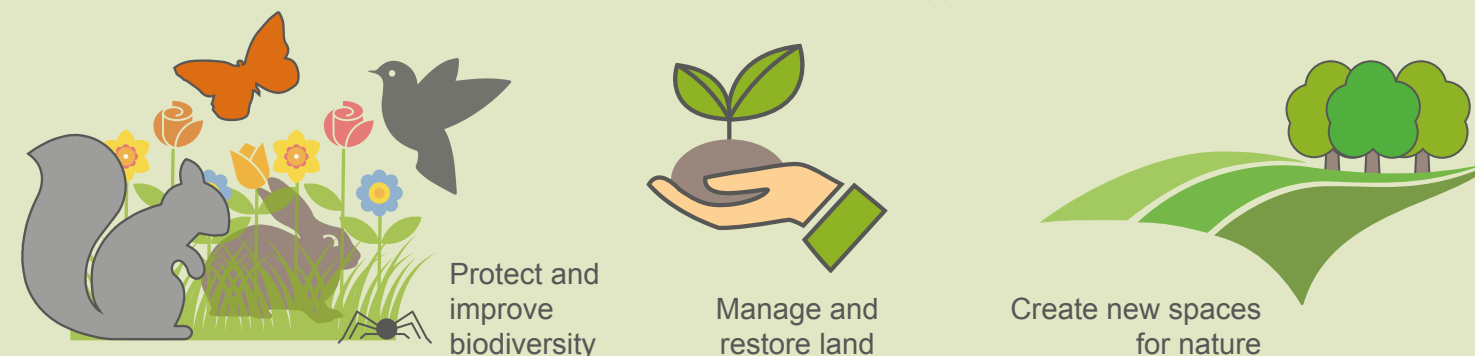 Protect and
improve
biodiversity
Manage and
restore land
Create new spaces
for nature